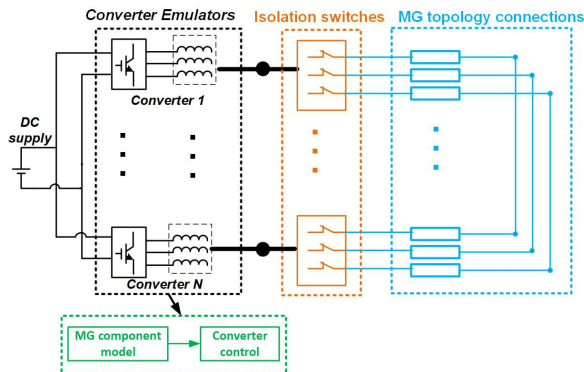 Converter Emulators
Isolation switches
MG topology connections
Converter 1
DC
supply
Converter N
MG component
model
Converter
control